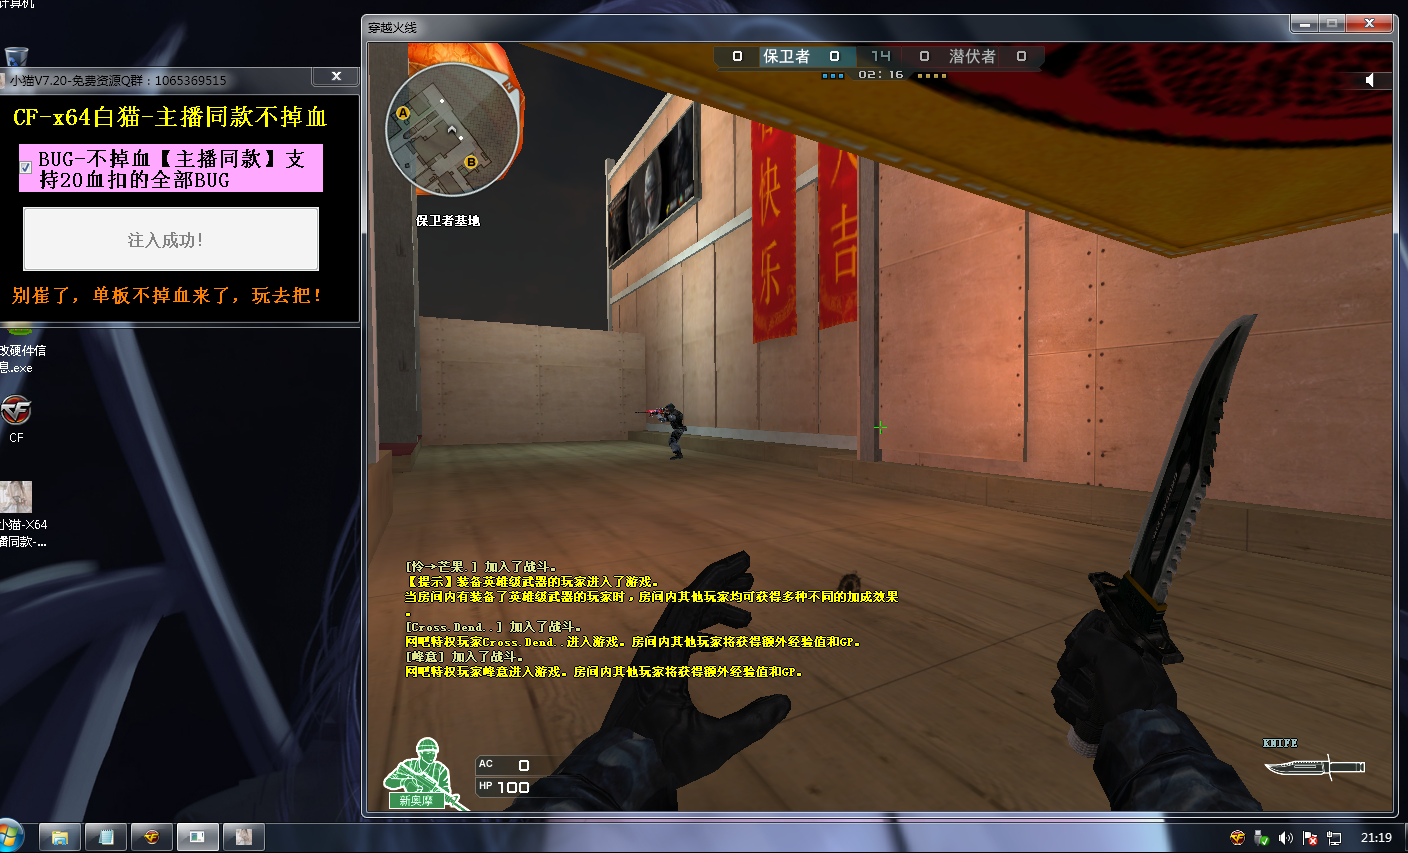 计算机
穿越火线
小猫V7.20-免费资源Q群：1065369515
CF-x64白猫-主播同款不掉血
BUG-不掉血【主播同款】支
持20血扣的全部BUG
注入成功!
别崔了，单板不掉血来了，玩去把!
改硬件信
息.exe
CF
小猫-X64
播同款-...
0 保卫者 0 14 0 潜伏者 0
02:16
N
A
B
保卫者基地
快
乐
吉
[怜→芒果.] 加入了战斗。
【提示】装备英雄级武器的玩家进入了游戏。
当房间内有装备了英雄级武器的玩家时，房间内其他玩家均可获得多种不同的加成效果
。
[Cross.Dend..] 加入了战斗。
网吧特权玩家Cross.Dend..进入游戏。房间内其他玩家将获得额外经验值和GP。
[峰意] 加入了战斗。
网吧特权玩家峰意进入游戏。房间内其他玩家将获得额外经验值和GP。
AC 0
HP 100
新奥摩
KNIFE
21:19